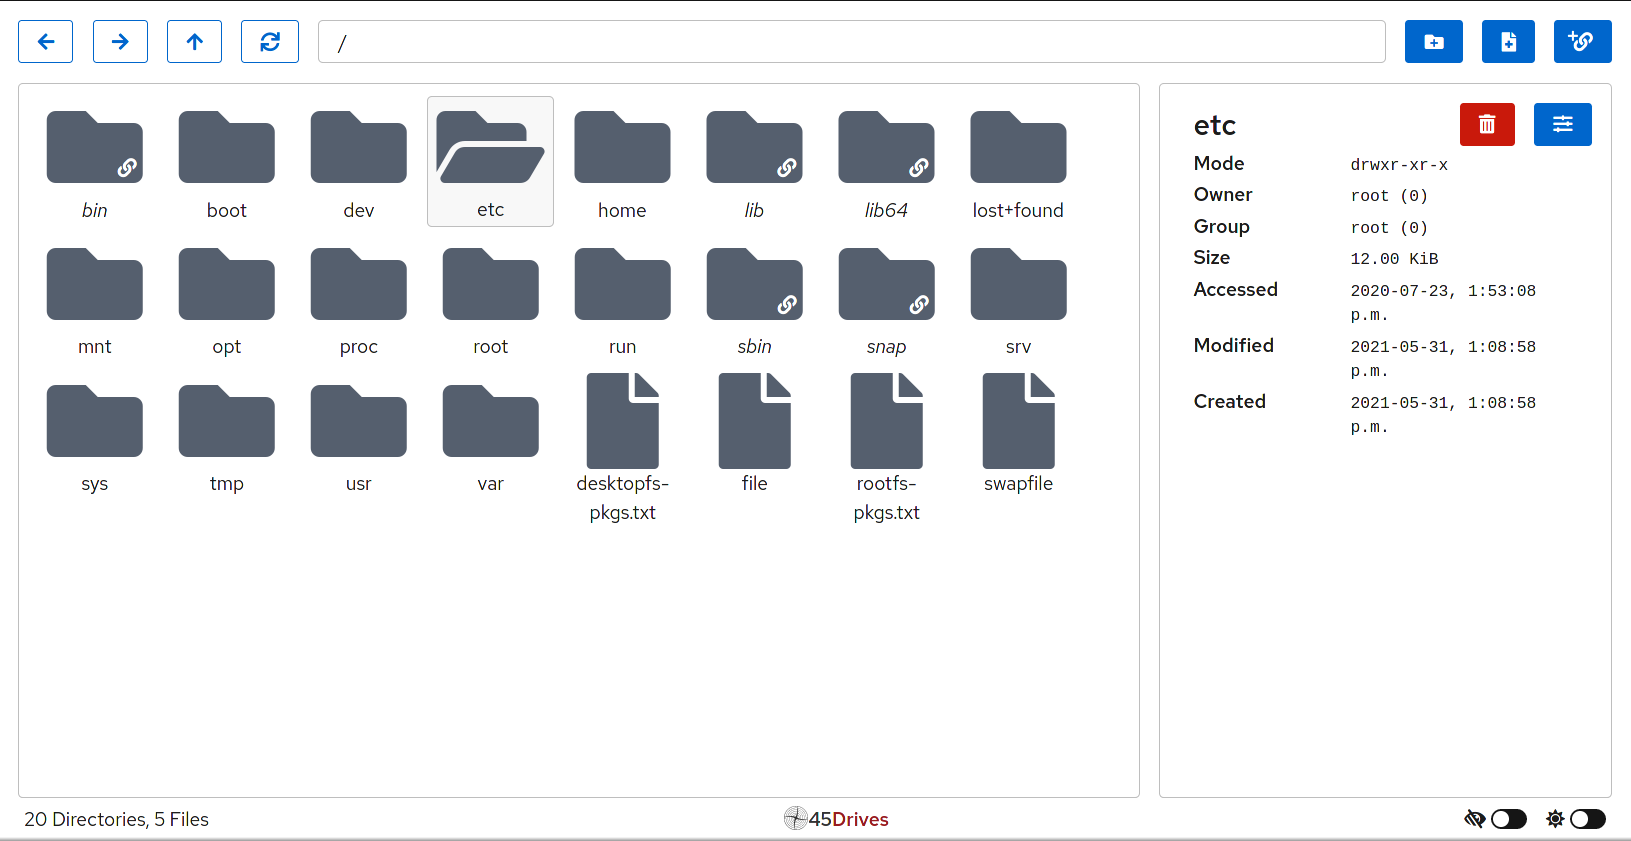 /
bin boot dev etc home lib lib64 lost+found
mnt opt proc root run sbin snap srv
sys tmp usr var desktopfs-pkgs.txt file rootfs-pkgs.txt swapfile
etc
Mode drwxr-xr-x
Owner root (0)
Group root (0)
Size 12.00 KiB
Accessed 2020-07-23, 1:53:08
p.m.
Modified 2021-05-31, 1:08:58
p.m.
Created 2021-05-31, 1:08:58
p.m.
20 Directories, 5 Files
45Drives